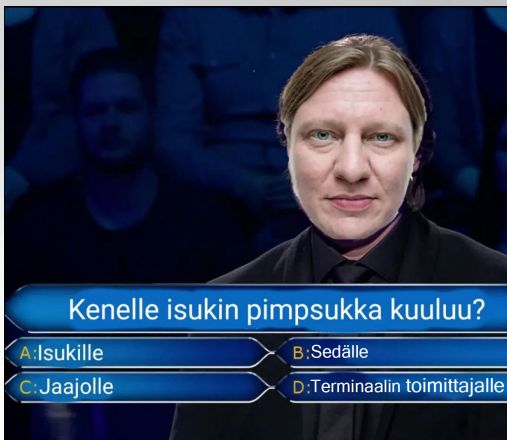 Kenelle isukin pimpsukka kuuluu?
A:Isukille
B:Sedälle
C:Jaajolle
D:Terminaalin toimittajalle